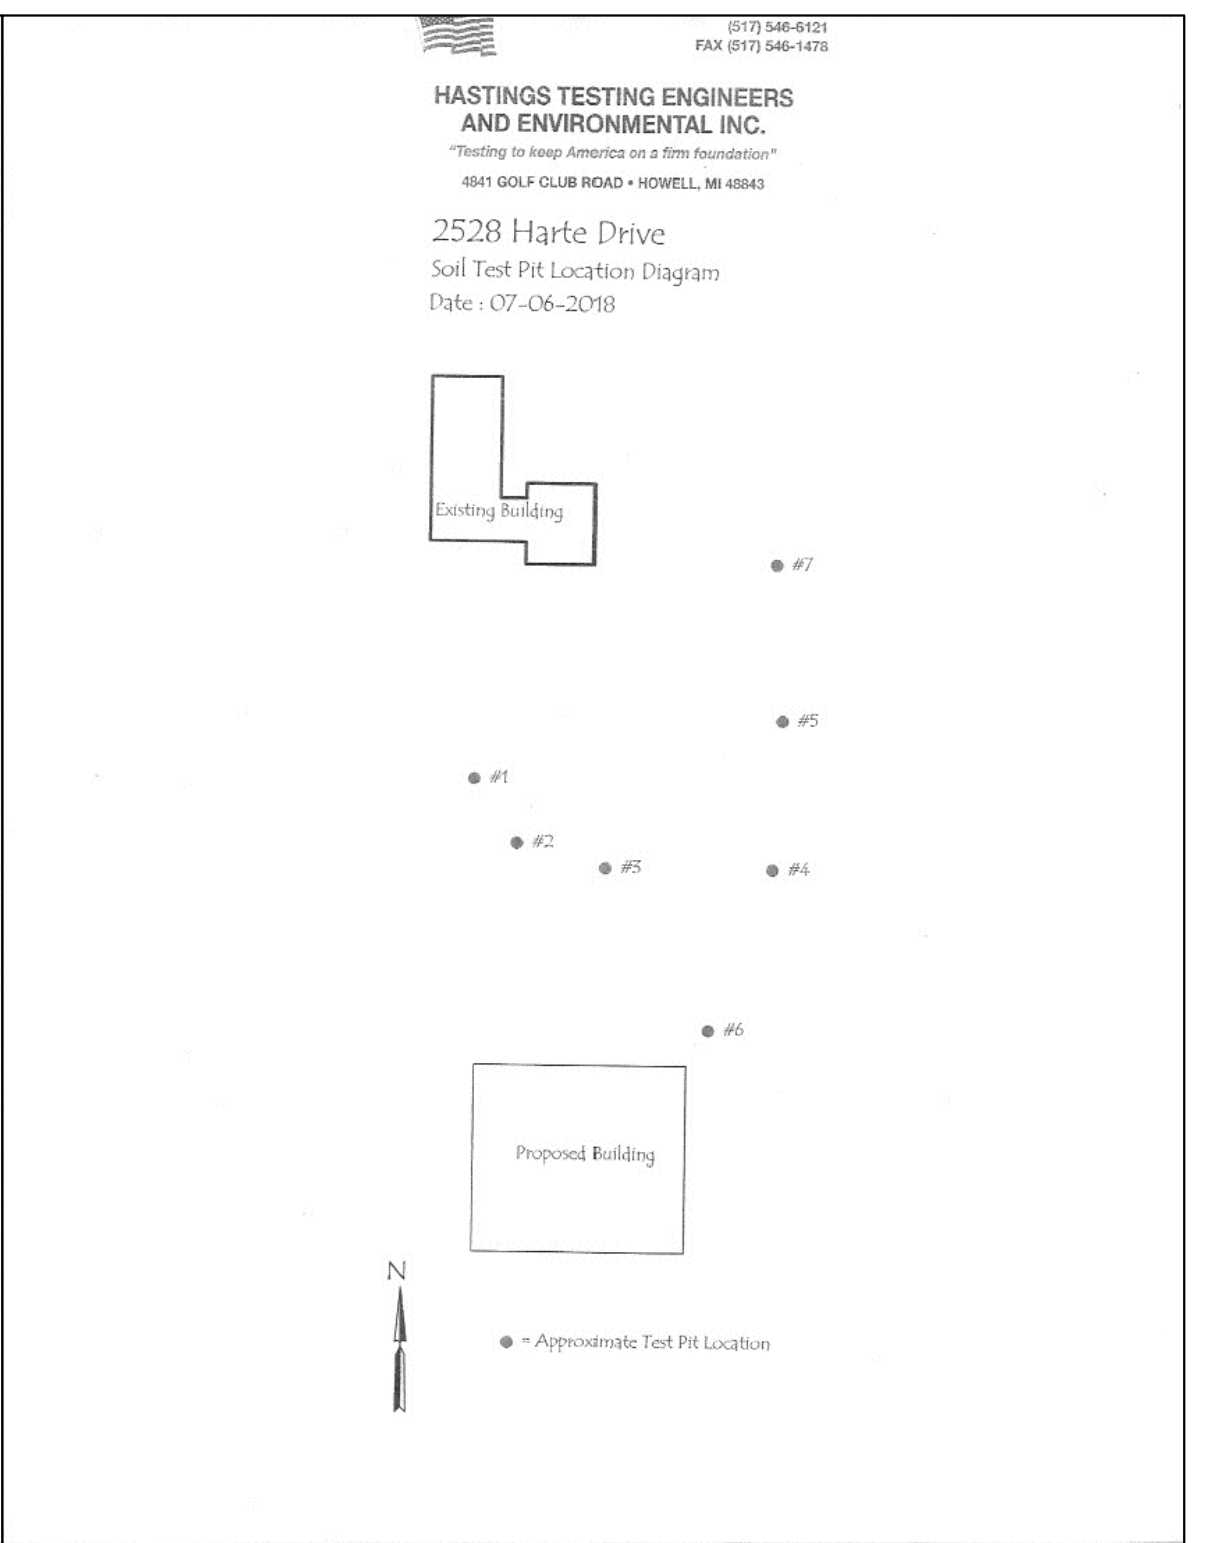 (517) 546-6121
FAX (517) 546-1478
HASTINGS TESTING ENGINEERS
AND ENVIRONMENTAL INC.
"Testing to keep America on a firm foundation"
4841 GOLF CLUB ROAD • HOWELL, MI 48843
2528 Harte Drive
Soil Test Pit Location Diagram
Date : 07-06-2018
Existing Building
#7
#5
#1
#2
#3
#4
#6
Proposed Building
N
= Approximate Test Pit Location